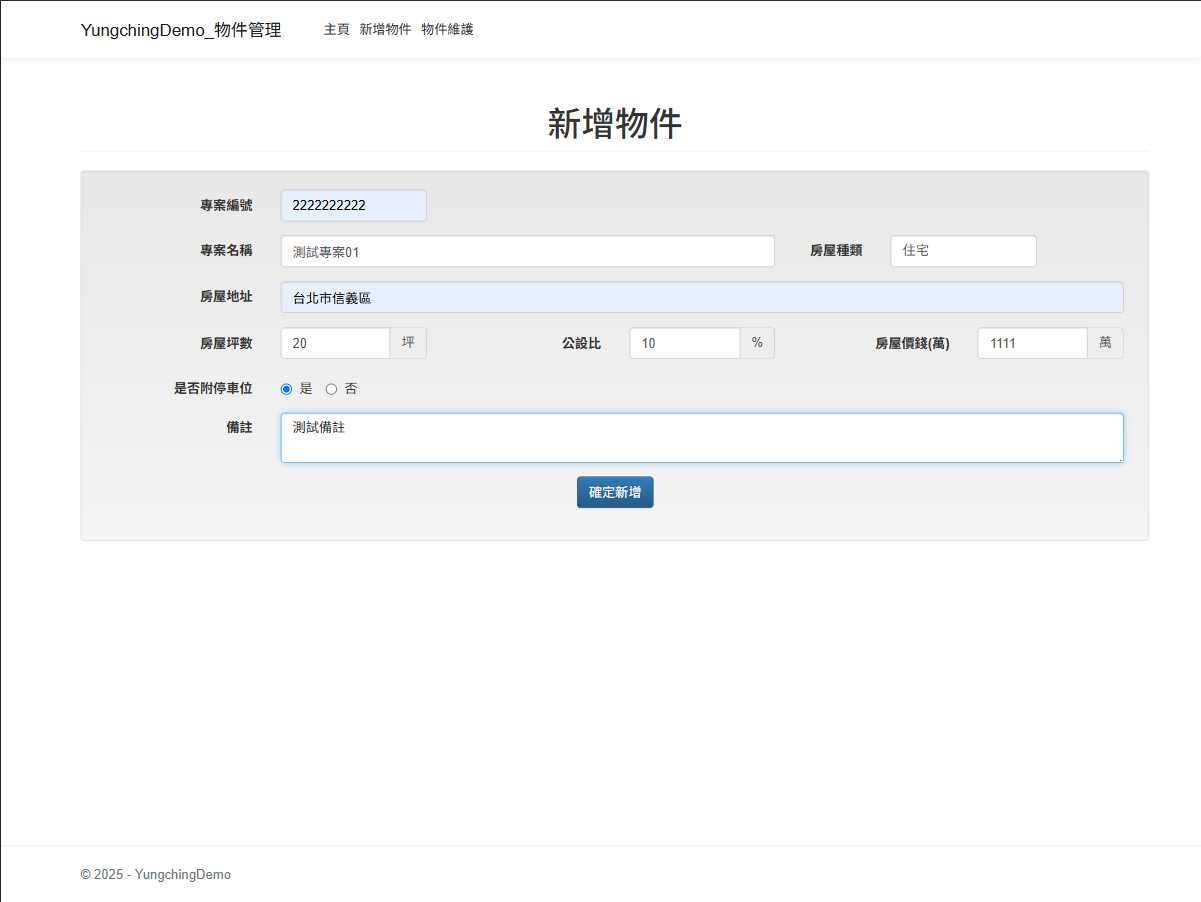 YungchingDemo_物件管理 主頁 新增物件 物件維護
新增物件
專案編號 2222222222
專案名稱 測試專案01 房屋種類 住宅
房屋地址 台北市信義區
房屋坪數 20 坪 公設比 10 % 房屋價錢(萬) 1111 萬
是否附停車位 是 否
備註 測試備註
確定新增
© 2025 - YungchingDemo